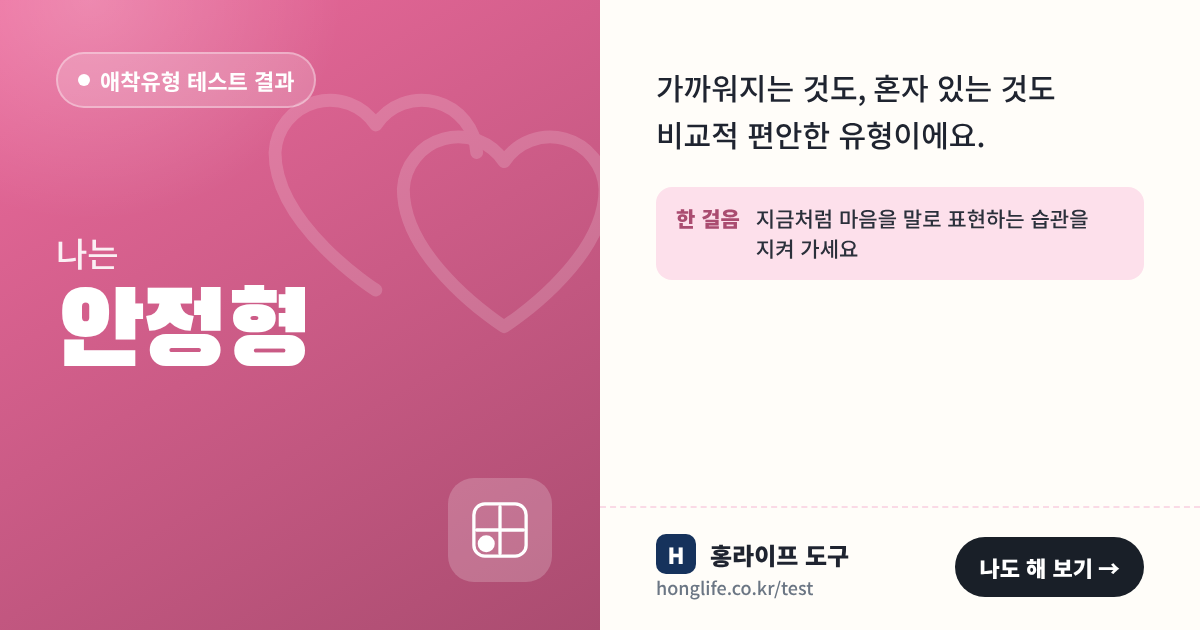 애착유형 테스트 결과
나는
안정형
가까워지는 것도, 혼자 있는 것도
비교적 편안한 유형이에요.
한 걸음 지금처럼 마음을 말로 표현하는 습관을
지켜 가세요
H 홍라이프 도구
honglife.co.kr/test
나도 해 보기 →